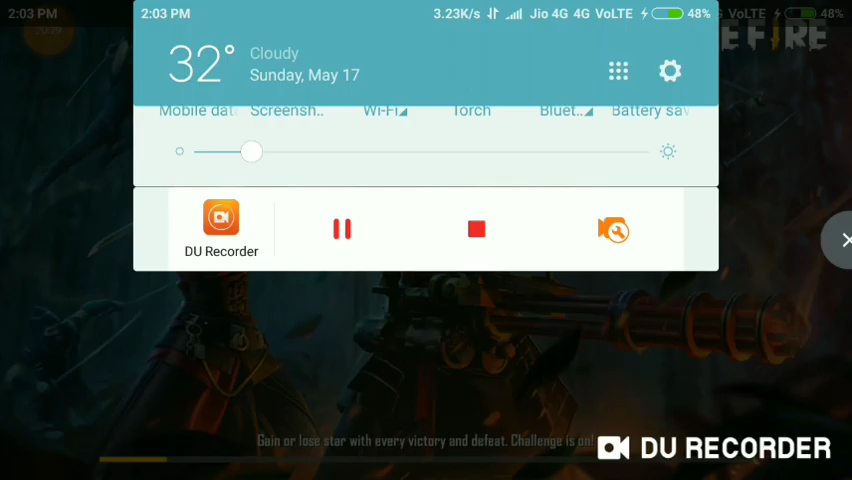 2:03 PM
2:03 PM 3.23K/s Jio 4G 4G VoLTE 48% VoLTE 48%
32° Cloudy
Sunday, May 17
Mobile dat Screensh.. Wi-Fi Torch Bluet.. Battery sav
DU Recorder
Gain or lose star with every victory and defeat. Challenge is on!
DU RECORDER